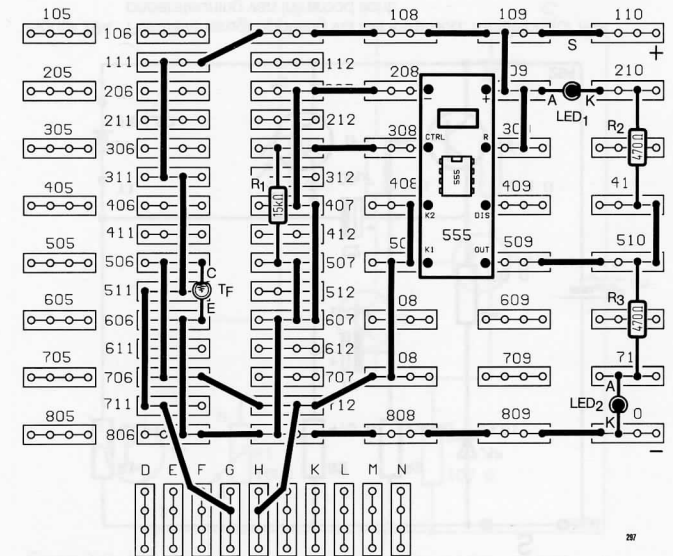 105 106 108 109 110
S +
111 112
205 206 208 09 210
− + A K
LED1
211 212
305 306 308 CTRL R 30 R2 470Ω
311 312
R1 15kΩ 555
405 406 407 408 409 41
K2 DIS
411 412
K1 555 OUT
505 506 507 50 509 510
C
511 TF 512
E
605 606 607 08 609 R3 470Ω
611 612
705 706 707 08 709 71
A
711 712 LED2
K
805 806 808 809 0
−
D E F G H K L M N
297